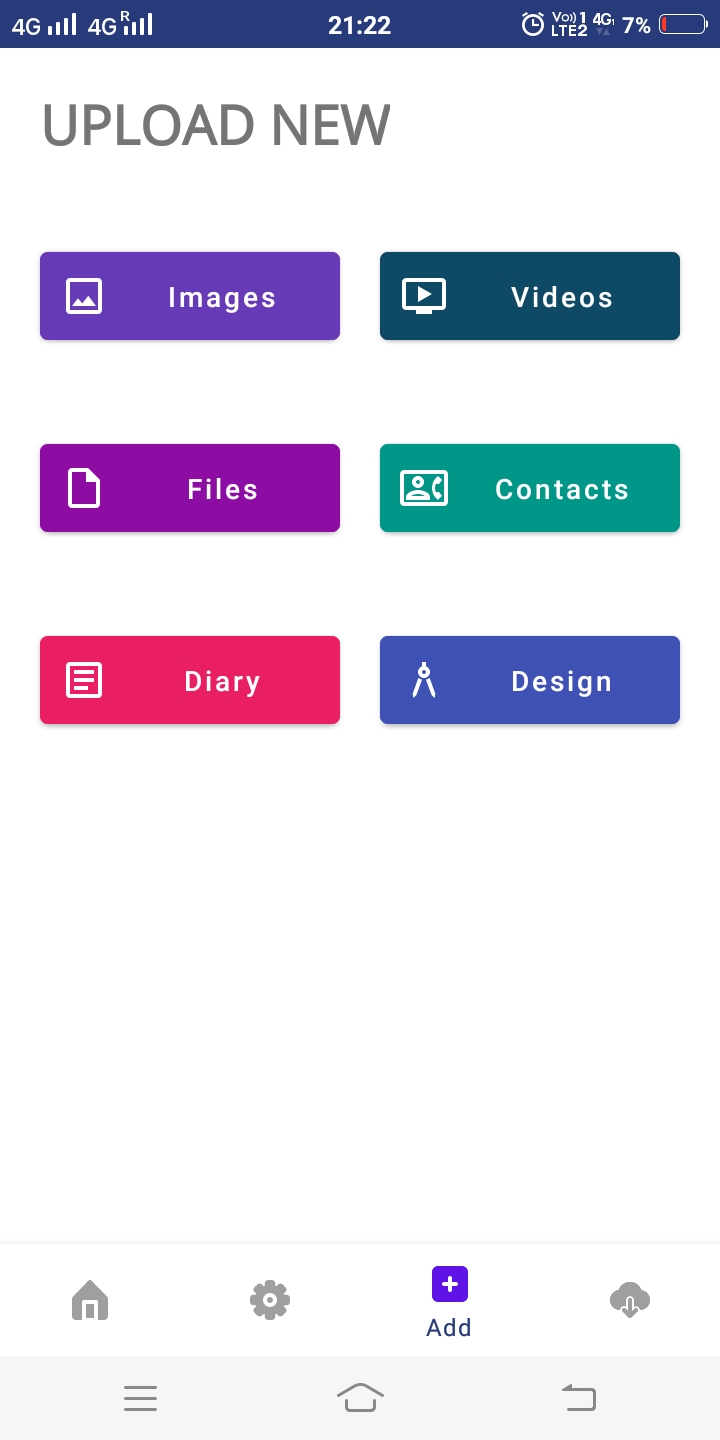 4G 4G R 21:22 Vo)) 1 LTE2 4G 7%
UPLOAD NEW
Images Videos
Files Contacts
Diary Design
Add